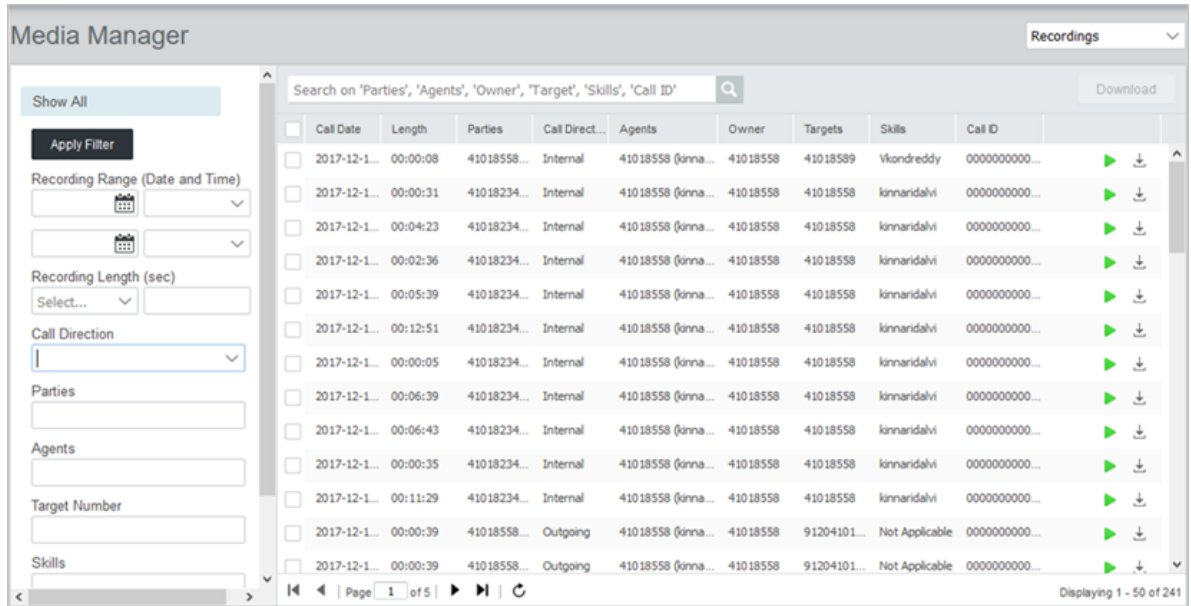 Media Manager
Recordings
Show All
Apply Filter
Recording Range (Date and Time)
Recording Length (sec)
Select...
Call Direction
Parties
Agents
Target Number
Skills
Search on 'Parties', 'Agents', 'Owner', 'Target', 'Skills', 'Call ID'
Download
Call Date Length Parties Call Direct... Agents Owner Targets Skills Call ID
2017-12-1... 00:00:08 41018558... Internal 41018558 (kinna... 41018558 41018589 Vkondreddy 0000000000...
2017-12-1... 00:00:31 41018234... Internal 41018558 (kinna... 41018558 41018558 kinnaridalvi 000000000...
2017-12-1... 00:04:23 41018234... Internal 41018558 (kinna... 41018558 41018558 kinnaridalvi 000000000...
2017-12-1... 00:02:36 41018234... Internal 41018558 (kinna... 41018558 41018558 kinnaridalvi 000000000...
2017-12-1... 00:05:39 41018234... Internal 41018558 (kinna... 41018558 41018558 kinnaridalvi 000000000...
2017-12-1... 00:12:51 41018234... Internal 41018558 (kinna... 41018558 41018558 kinnaridalvi 000000000...
2017-12-1... 00:00:05 41018234... Internal 41018558 (kinna... 41018558 41018558 kinnaridalvi 000000000...
2017-12-1... 00:06:39 41018234... Internal 41018558 (kinna... 41018558 41018558 kinnaridalvi 000000000...
2017-12-1... 00:06:43 41018234... Internal 41018558 (kinna... 41018558 41018558 kinnaridalvi 000000000...
2017-12-1... 00:00:35 41018234... Internal 41018558 (kinna... 41018558 41018558 kinnaridalvi 000000000...
2017-12-1... 00:11:29 41018234... Internal 41018558 (kinna... 41018558 41018558 kinnaridalvi 000000000...
2017-12-1... 00:00:39 41018558... Outgoing 41018558 (kinna... 41018558 91204101... Not Applicable 0000000000...
2017-12-1... 00:00:39 41018558... Outgoing 41018558 (kinna... 41018558 91204101... Not Applicable 0000000000...
Page 1 of 5
Displaying 1 - 50 of 241